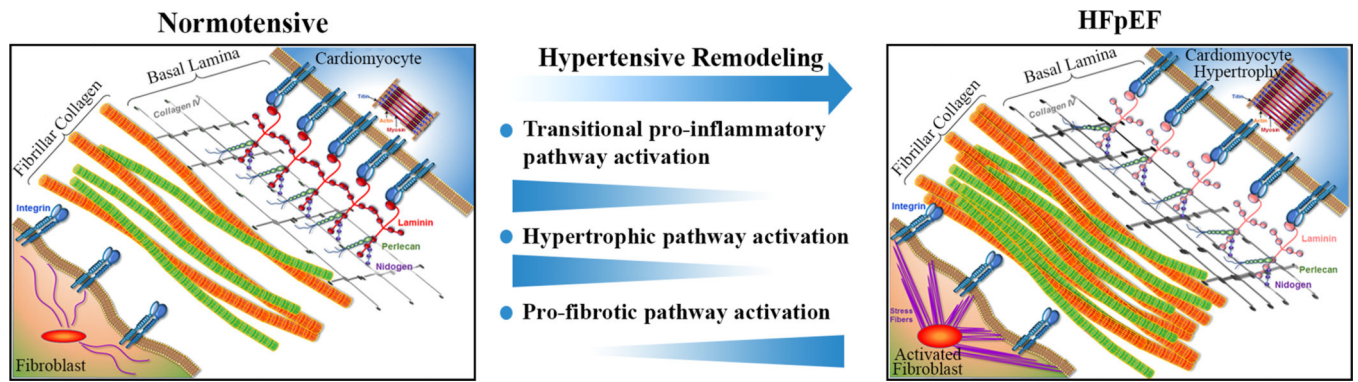 Normotensive
Cardiomyocyte
Basal Lamina
Fibrillar Collagen
Collagen IV
Titin
Actin
Myosin
Integrin
Laminin
Perlecan
Nidogen
Fibroblast
Hypertensive Remodeling
Transitional pro-inflammatory
pathway activation
Hypertrophic pathway activation
Pro-fibrotic pathway activation
HFpEF
Cardiomyocyte
Hypertrophy
Basal Lamina
Fibrillar Collagen
Collagen IV
Titin
Actin
Myosin
Integrin
Laminin
Perlecan
Nidogen
Stress
Fibers
Activated
Fibroblast